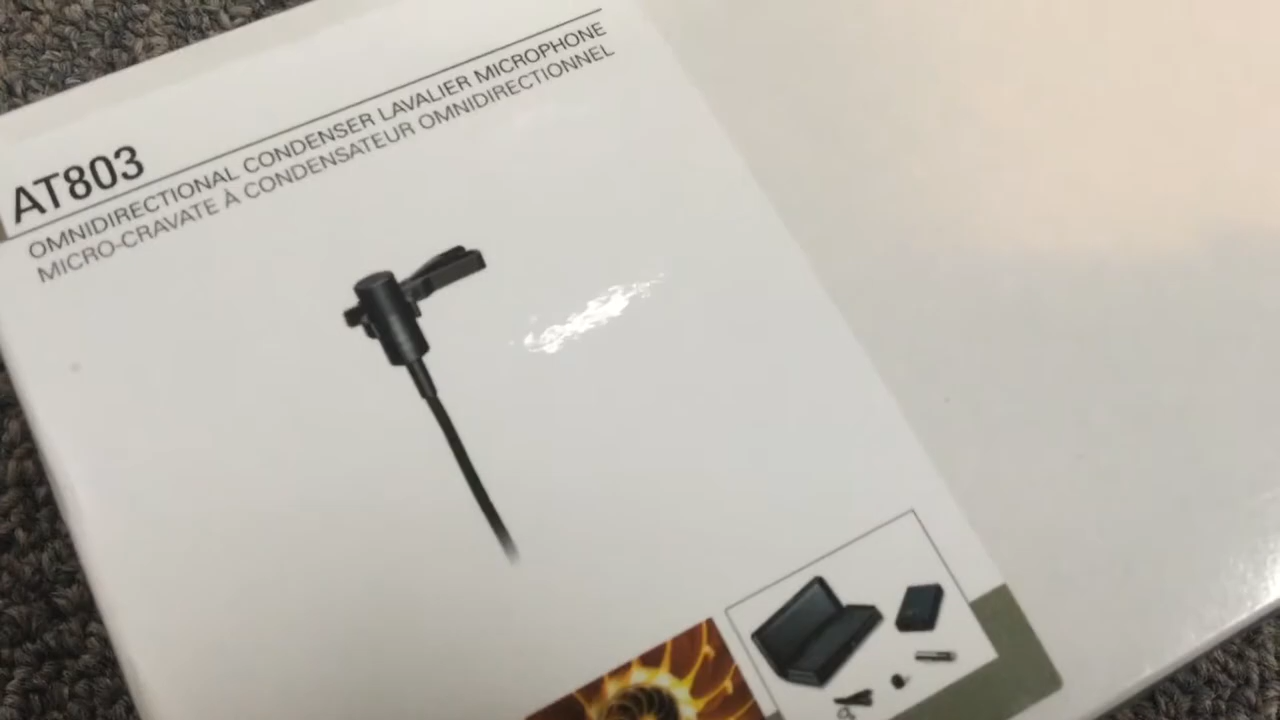 AT803
OMNIDIRECTIONAL CONDENSER LAVALIER MICROPHONE
MICRO-CRAVATE À CONDENSATEUR OMNIDIRECTIONNEL